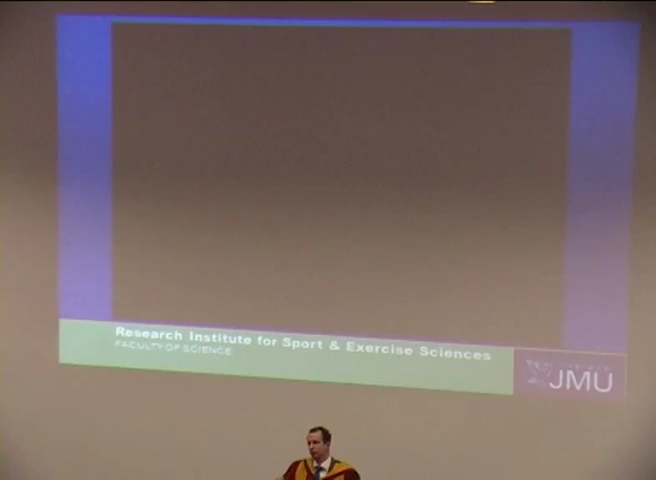 Research Institute for Sport & Exercise Sciences
FACULTY OF SCIENCE
JMU